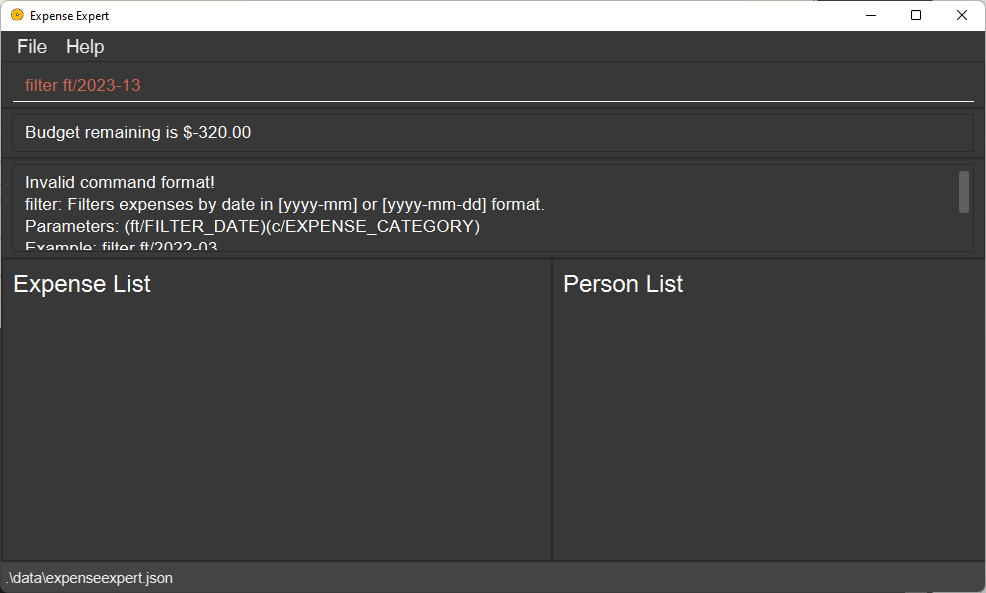 Expense Expert
File Help
filter ft/2023-13
Budget remaining is $-320.00
Invalid command format!
filter: Filters expenses by date in [yyyy-mm] or [yyyy-mm-dd] format.
Parameters: (ft/FILTER_DATE)(c/EXPENSE_CATEGORY)
Example: filter ft/2022-03
Expense List
Person List
.\data\expenseexpert.json